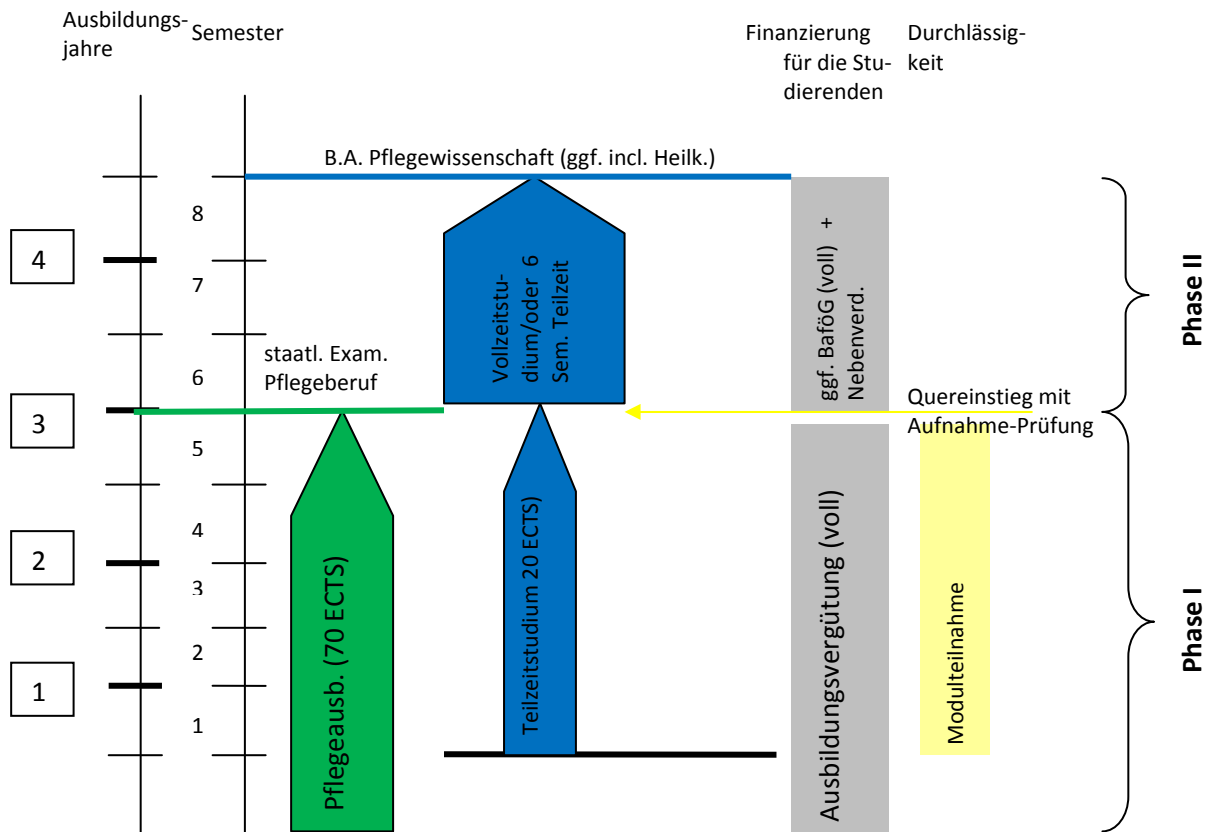 Ausbildungs-
jahre
Semester
Finanzierung
für die Stu-
dierenden
Durchlässig-
keit
B.A. Pflegewissenschaft (ggf. incl. Heilk.)
8
4
7
Vollzeitstu-
dium/oder 6
Sem. Teilzeit
ggf. BaföG (voll) +
Nebenverd.
Phase II
staatl. Exam.
Pflegeberuf
6
Quereinstieg mit
Aufnahme-Prüfung
3
5
4
2
3
2
1
1
Pflegeausb. (70 ECTS)
Teilzeitstudium 20 ECTS)
Ausbildungsvergütung (voll)
Modulteilnahme
Phase I